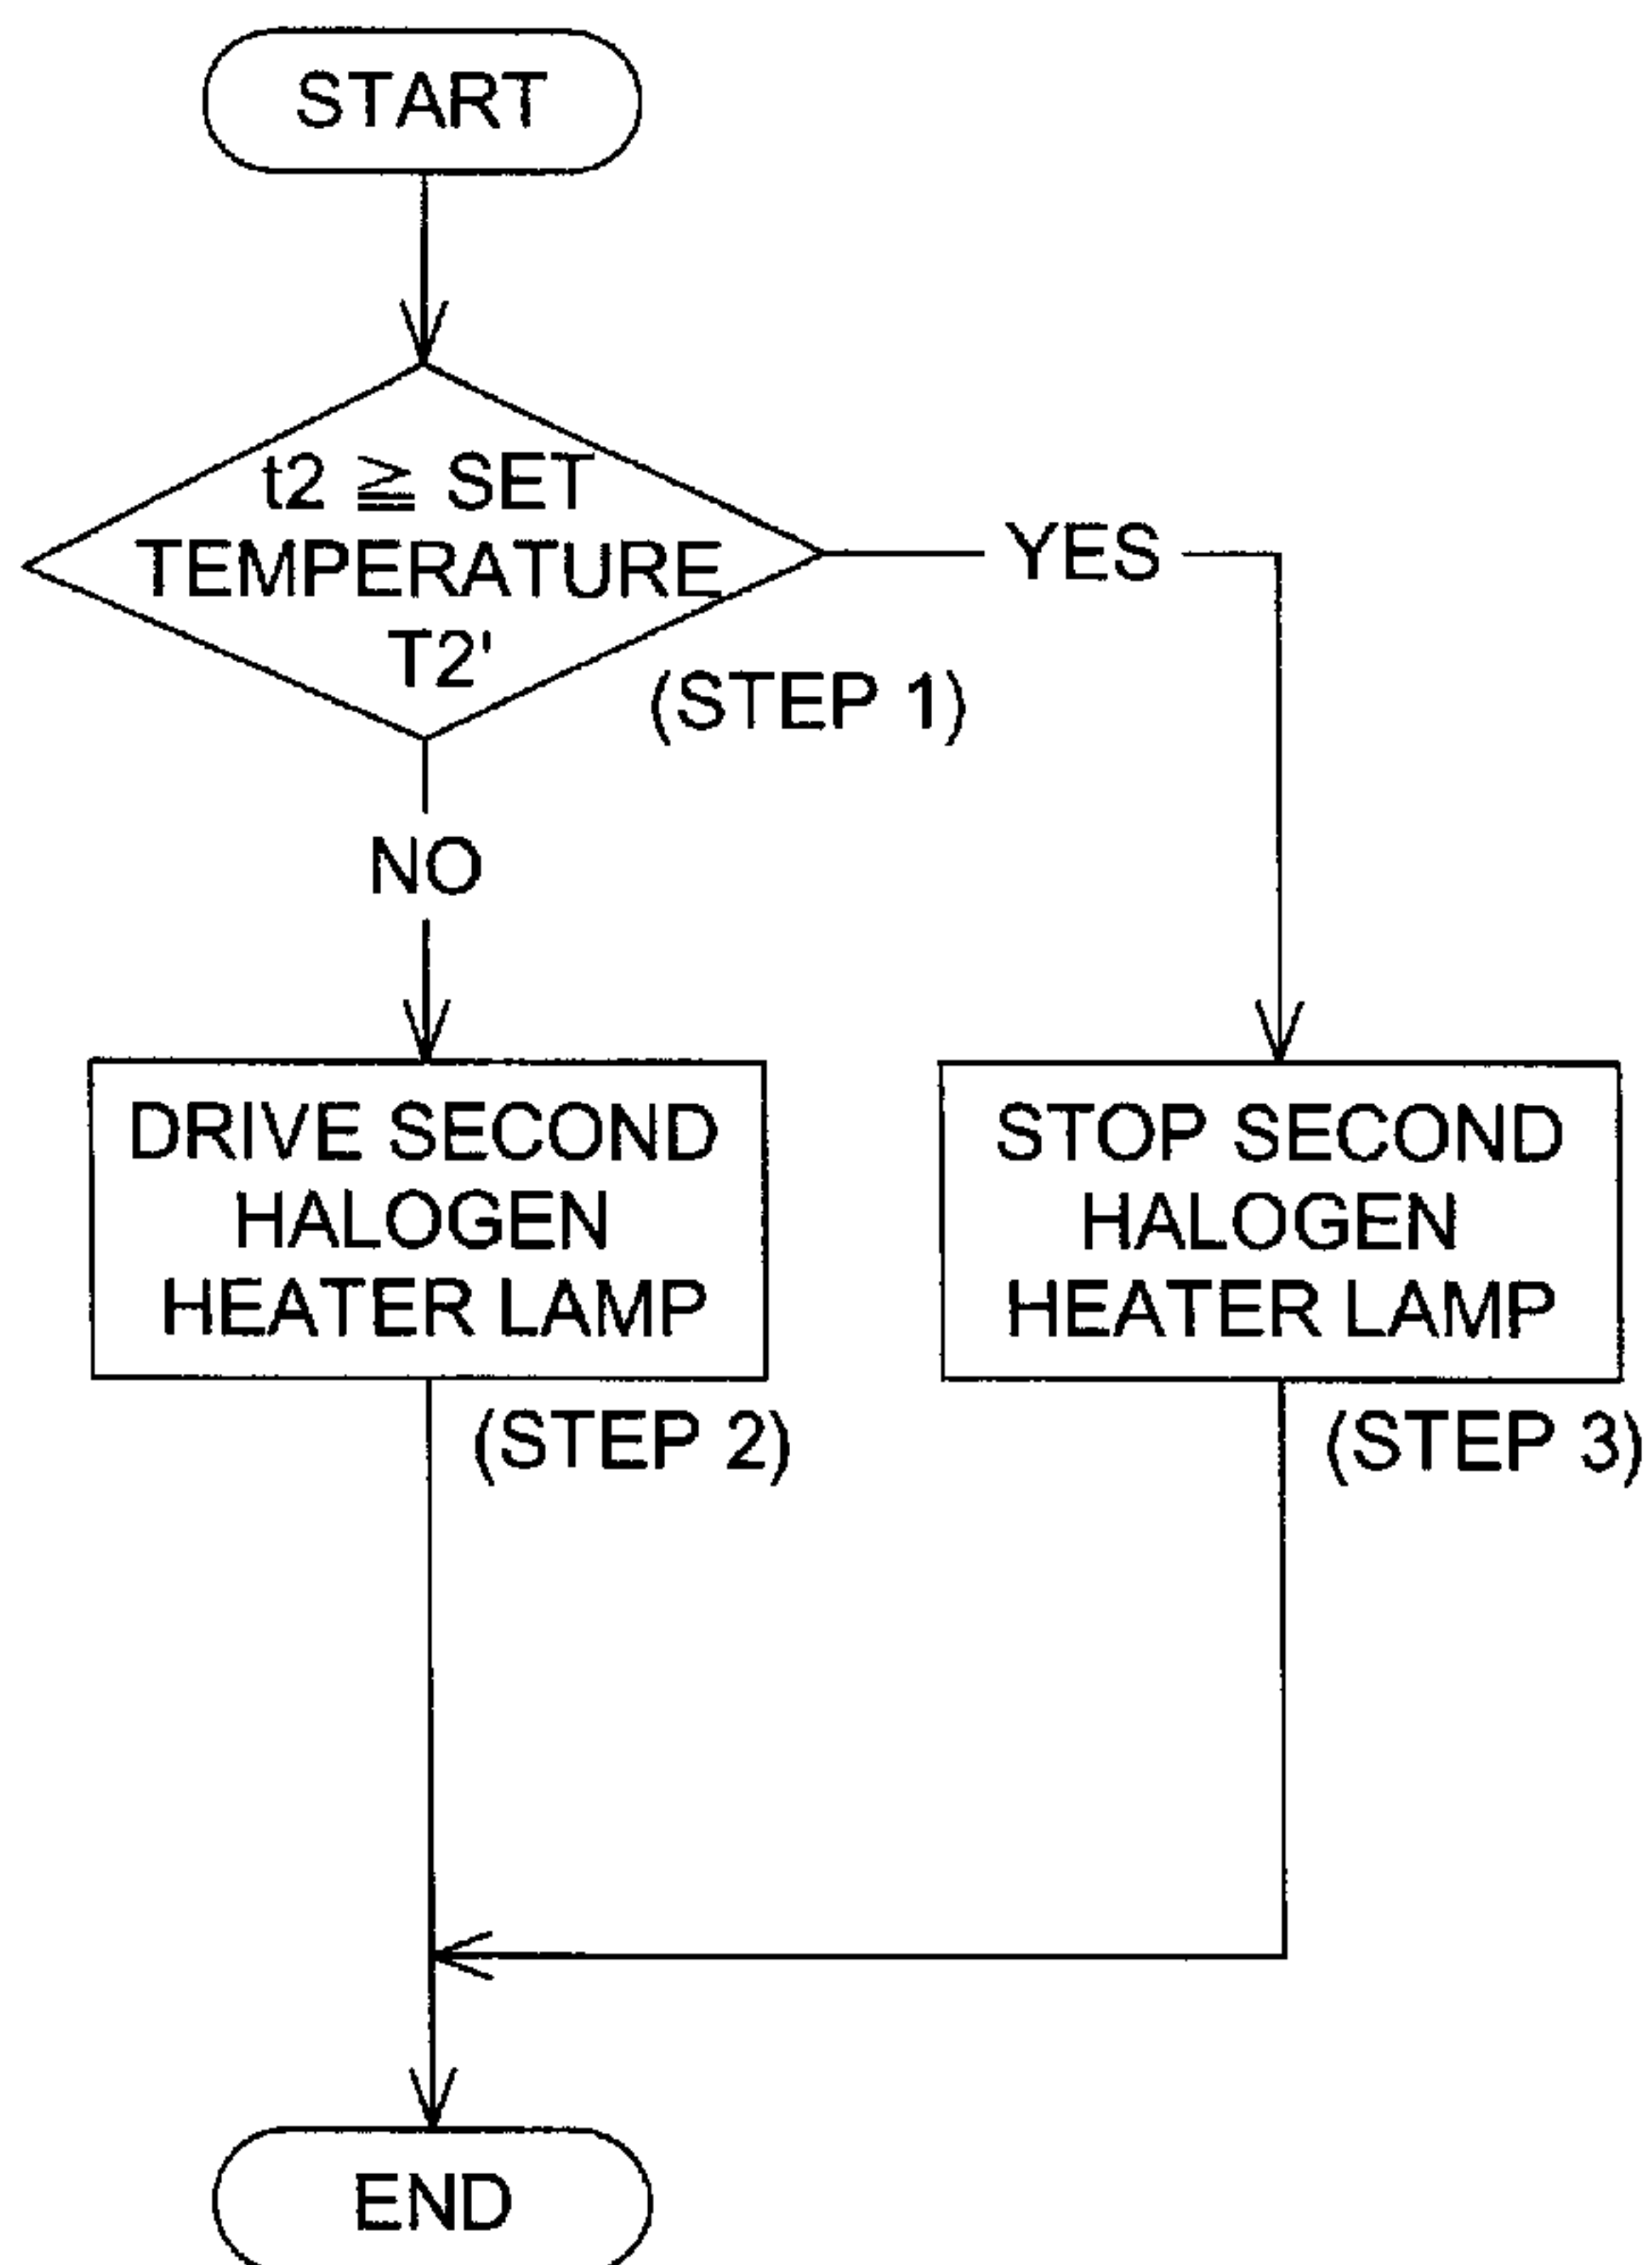 START
t2 ≧ SET
TEMPERATURE
T2'
YES
(STEP 1)
NO
DRIVE SECOND
HALOGEN
HEATER LAMP
(STEP 2)
STOP SECOND
HALOGEN
HEATER LAMP
(STEP 3)
END